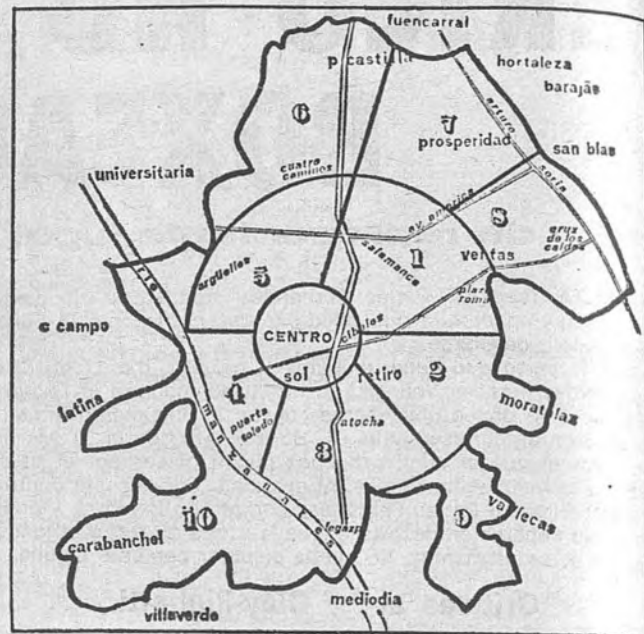 fuencarral
p. castilla
hortaleza
barajas
6
7
arturo
prosperidad
san blas
cuatro
caminos
soria
universitaria
av. america
8
cruz
de los
caidos
1
salamanca
ventas
argüelles
5
plaza
roma
rio
c campo
CENTRO
cibeles
2
4
sol
retiro
latina
moratalaz
puerta
toledo
atocha
manzanares
3
vallecas
9
10
legazpi
carabanchel
mediodia
villaverde